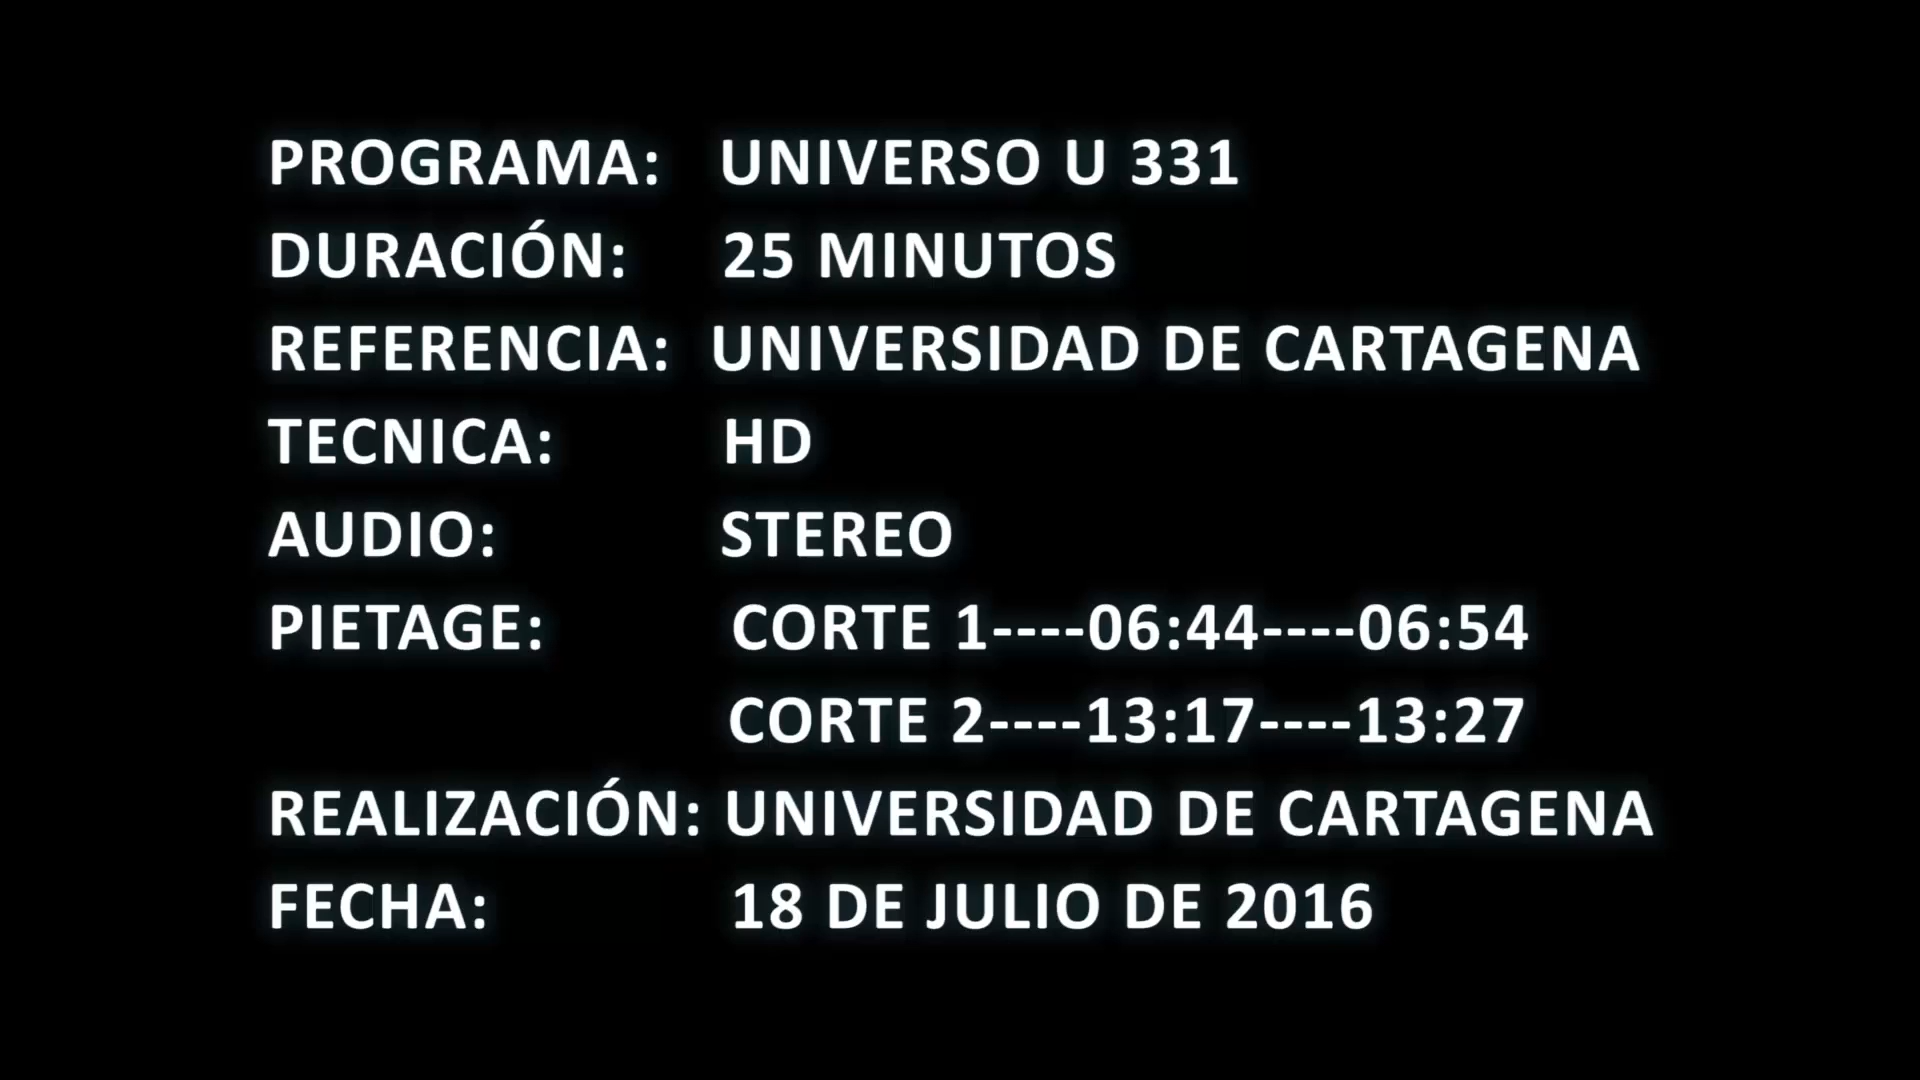 PROGRAMA: UNIVERSO U 331
DURACIÓN: 25 MINUTOS
REFERENCIA: UNIVERSIDAD DE CARTAGENA
TECNICA: HD
AUDIO: STEREO
PIETAGE: CORTE 1----06:44----06:54
CORTE 2----13:17----13:27
REALIZACIÓN: UNIVERSIDAD DE CARTAGENA
FECHA: 18 DE JULIO DE 2016